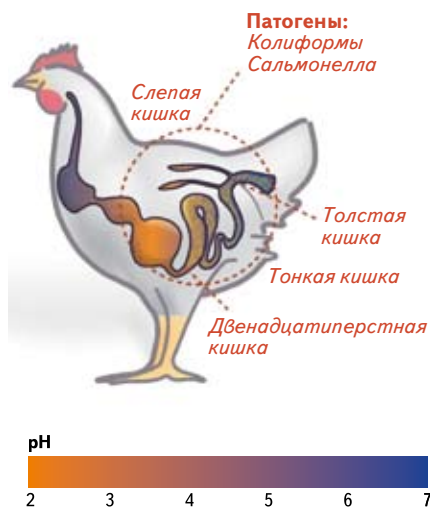 Патогены:
Колиформы
Сальмонелла
Слепая
кишка
Толстая
кишка
Тонкая кишка
Двенадцатиперстная
кишка
pH
2 3 4 5 6 7